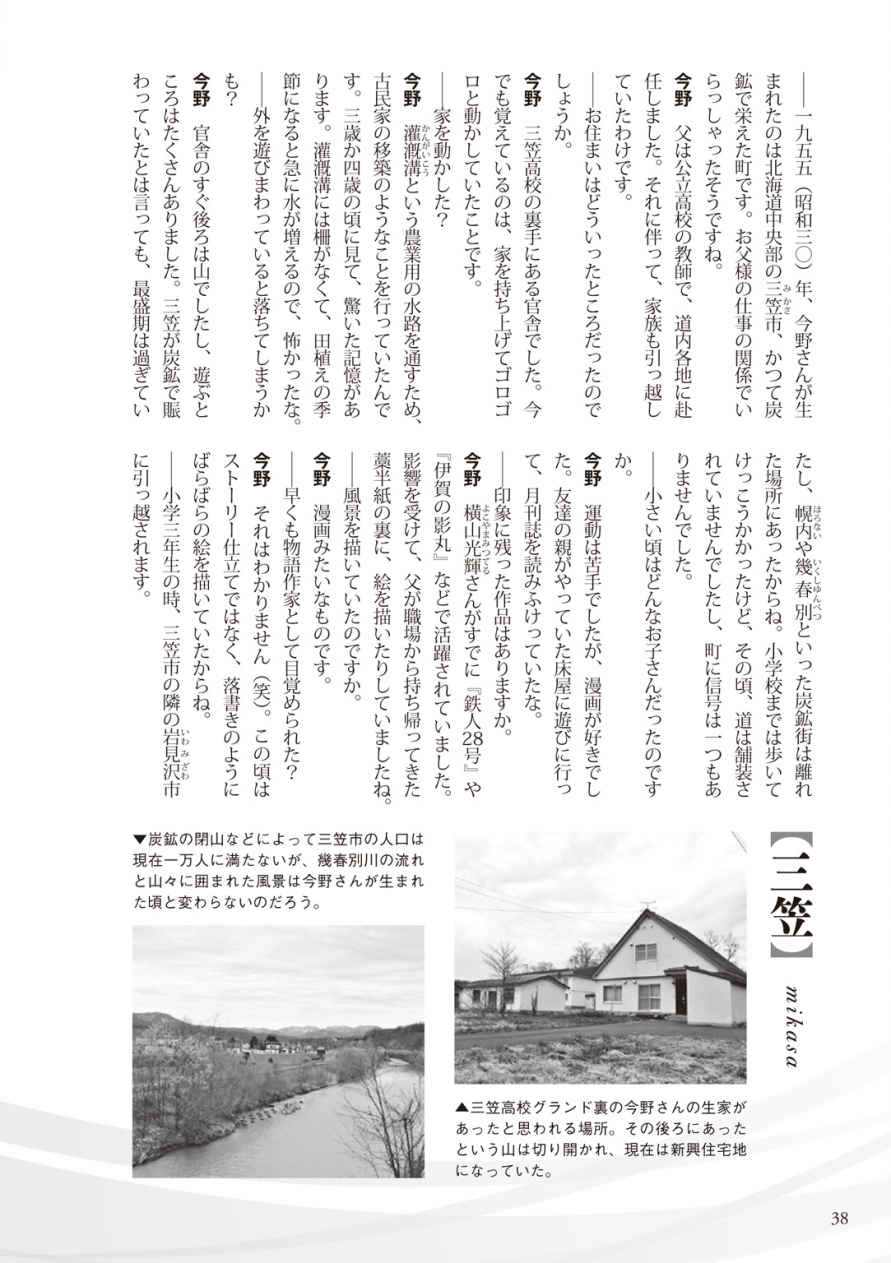 ――一九五五（昭和三〇）年、今野さんが生
まれたのは北海道中央部の三笠市、かつて炭
鉱で栄えた町です。お父様の仕事の関係でい
らっしゃったそうですね。
今野　父は公立高校の教師で、道内各地に赴
任しました。それに伴って、家族も引っ越し
ていたわけです。
――お住まいはどういったところだったので
しょうか。
今野　三笠高校の裏手にある官舎でした。今
でも覚えているのは、家を持ち上げてゴロゴ
ロと動かしていたことです。
――家を動かした？
今野　灌漑溝という農業用の水路を通すため、
古民家の移築のようなことを行っていたんで
す。三歳か四歳の頃に見て、驚いた記憶があ
ります。灌漑溝には柵がなくて、田植えの季
節になると急に水が増えるので、怖かったな。
――外を遊びまわっていると落ちてしまうか
も？
今野　官舎のすぐ後ろは山でしたし、遊ぶと
ころはたくさんありました。三笠が炭鉱で賑
わっていたとは言っても、最盛期は過ぎてい
たし、幌内や幾春別といった炭鉱街は離れ
た場所にあったからね。小学校までは歩いて
けっこうかかったけど、その頃、道は舗装さ
れていませんでしたし、町に信号は一つもあ
りませんでした。
――小さい頃はどんなお子さんだったのです
か。
今野　運動は苦手でしたが、漫画が好きでし
た。友達の親がやっていた床屋に遊びに行っ
て、月刊誌を読みふけっていたな。
――印象に残った作品はありますか。
今野　横山光輝さんがすでに『鉄人28号』や
『伊賀の影丸』などで活躍されていました。
影響を受けて、父が職場から持ち帰ってきた
藁半紙の裏に、絵を描いたりしていましたね。
――風景を描いていたのですか。
今野　漫画みたいなものです。
――早くも物語作家として目覚められた？
今野　それはわかりません（笑）。この頃は
ストーリー仕立てではなく、落書きのように
ばらばらの絵を描いていたからね。
――小学三年生の時、三笠市の隣の岩見沢市
に引っ越されます。
みかさ
かんがいこう
ほろない
いくしゅんべつ
よこやまみつてる
いわみざわ
【三笠】
mikasa
▲三笠高校グランド裏の今野さんの生家が
あったと思われる場所。その後ろにあった
という山は切り開かれ、現在は新興住宅地
になっていた。
▼炭鉱の閉山などによって三笠市の人口は
現在一万人に満たないが、幾春別川の流れ
と山々に囲まれた風景は今野さんが生まれ
た頃と変わらないのだろう。
38